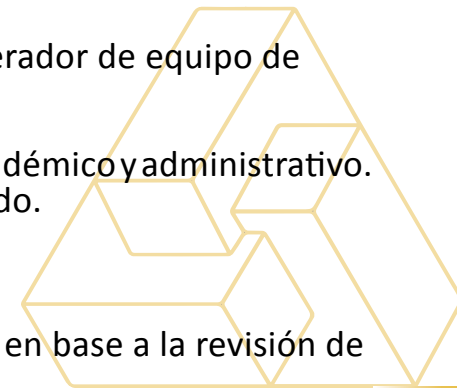 erador de equipo de
démico y administrativo.
do.
en base a la revisión de